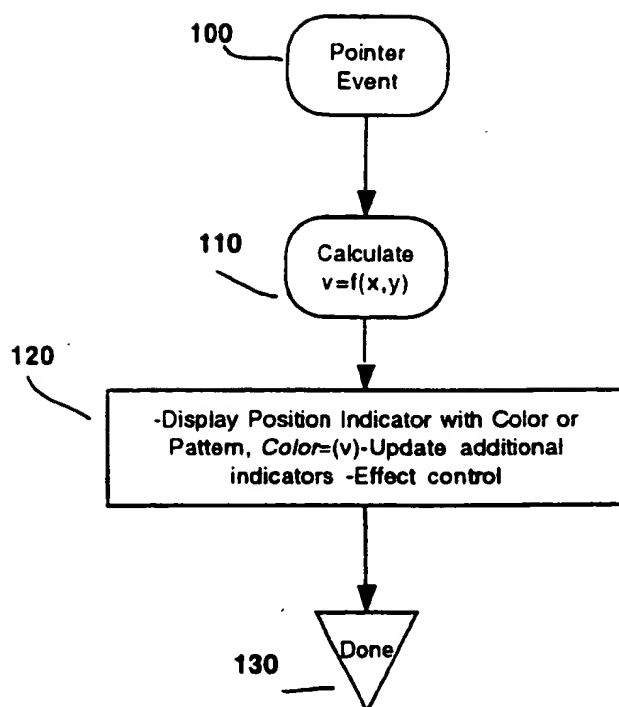 100
Pointer
Event
110
Calculate
v=f(x,y)
120
-Display Position Indicator with Color or
Pattern, Color=(v)-Update additional
indicators -Effect control
Done
130